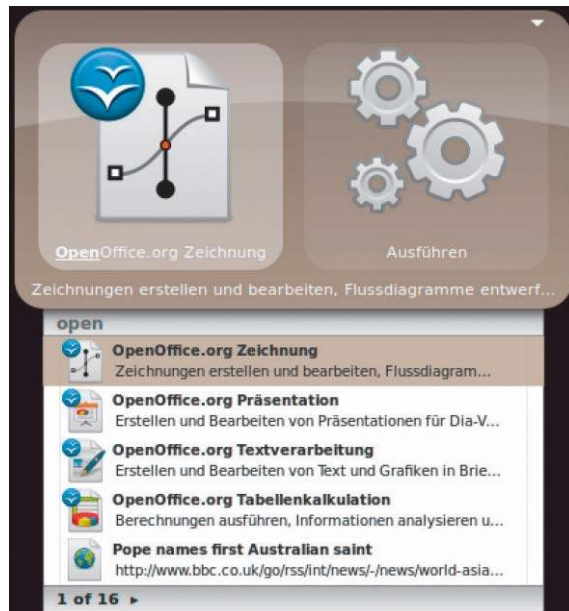 OpenOffice.org Zeichnung
Ausführen
Zeichnungen erstellen und bearbeiten, Flussdiagramme entwerf...
open
OpenOffice.org Zeichnung
Zeichnungen erstellen und bearbeiten, Flussdiagram...
OpenOffice.org Präsentation
Erstellen und Bearbeiten von Präsentationen für Dia-V...
OpenOffice.org Textverarbeitung
Erstellen und Bearbeiten von Text und Grafiken in Brie...
OpenOffice.org Tabellenkalkulation
Berechnungen ausführen, Informationen analysieren u...
Pope names first Australian saint
http://www.bbc.co.uk/go/rss/int/news/-/news/world-asia...
1 of 16